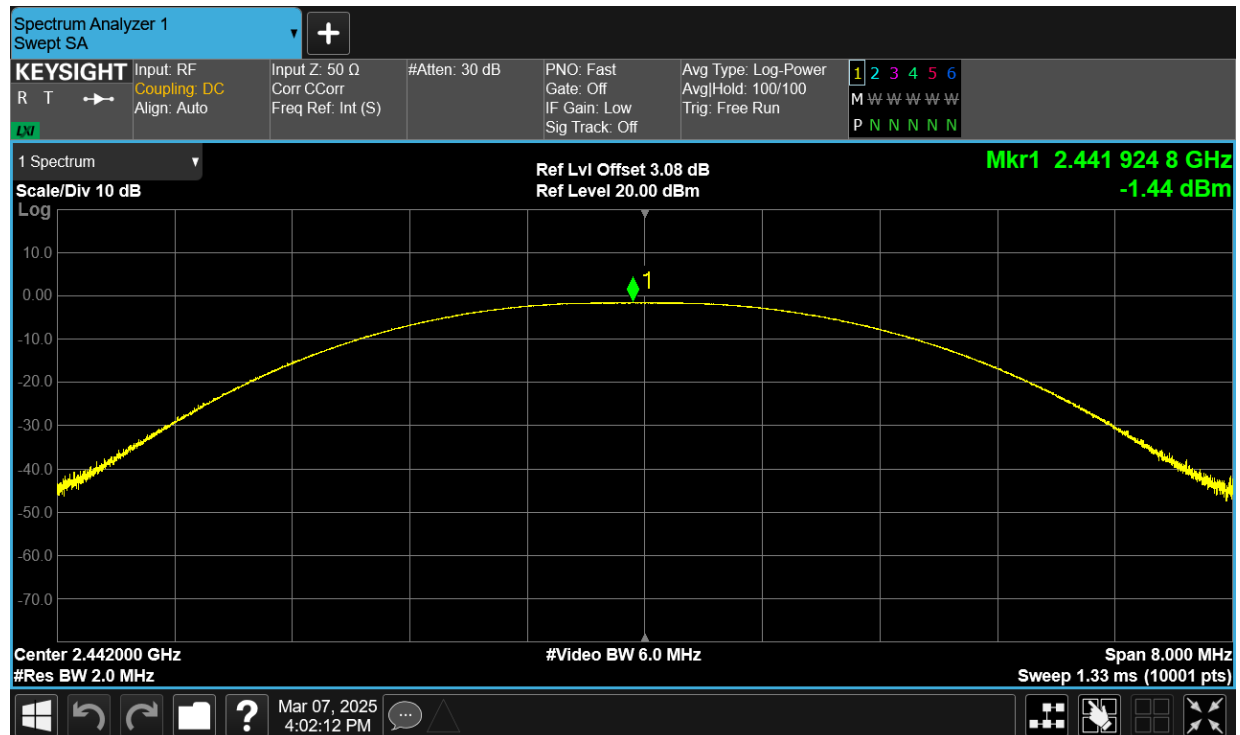 Spectrum Analyzer 1
Swept SA
KEYSIGHT
R T
LXI
Input: RF
Coupling: DC
Align: Auto
Input Z: 50 Ω
Corr CCorr
Freq Ref: Int (S)
#Atten: 30 dB
PNO: Fast
Gate: Off
IF Gain: Low
Sig Track: Off
Avg Type: Log-Power
Avg|Hold: 100/100
Trig: Free Run
1 2 3 4 5 6
M W W W W W
P N N N N N
1 Spectrum
Scale/Div 10 dB
Log
Ref Lvl Offset 3.08 dB
Ref Level 20.00 dBm
Mkr1 2.441 924 8 GHz
-1.44 dBm
10.0
0.00
-10.0
-20.0
-30.0
-40.0
-50.0
-60.0
-70.0
1
Center 2.442000 GHz
#Res BW 2.0 MHz
#Video BW 6.0 MHz
Span 8.000 MHz
Sweep 1.33 ms (10001 pts)
?
Mar 07, 2025
4:02:12 PM